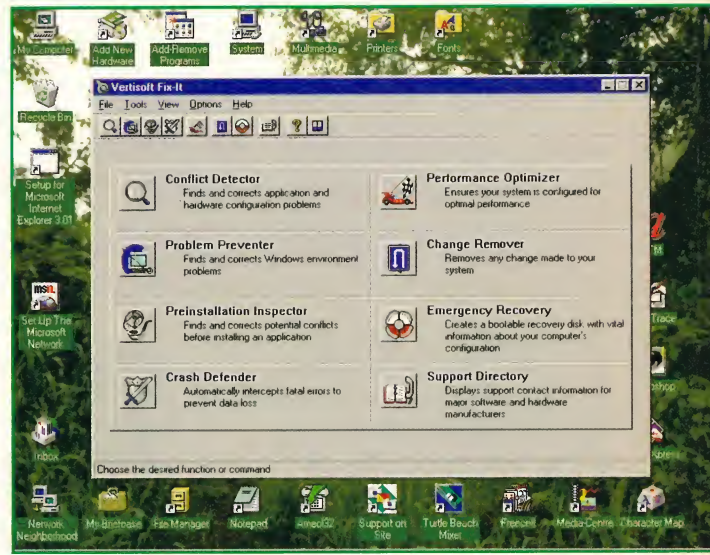 My Computer
Add New
Hardware
Add-Remove
Programs
System
Multimedia
Printers
Fonts
Recycle Bin
Setup for
Microsoft
Internet
Explorer 3.01
Set Up The
Microsoft
Network
Inbox
Vertisoft Fix-It
File Tools View Options Help
Conflict Detector
Finds and corrects application and
hardware configuration problems
Performance Optimizer
Ensures your system is configured for
optimal performance
Problem Preventer
Finds and corrects Windows environment
problems
Change Remover
Removes any change made to your
system
Preinstallation Inspector
Finds and corrects potential conflicts
before installing an application
Emergency Recovery
Creates a bootable recovery disk with vital
information about your computer's
configuration
Crash Defender
Automatically intercepts fatal errors to
prevent data loss
Support Directory
Displays support contact information for
major software and hardware
manufacturers
Choose the desired function or command
TM
Trace
oshop
Network
Neighborhood
My Briefcase
File Manager
Notepad
Ameol32
Support on
Site
Turtle Beach
Mixer
Freecell
Media-Centre
Character Map
msn